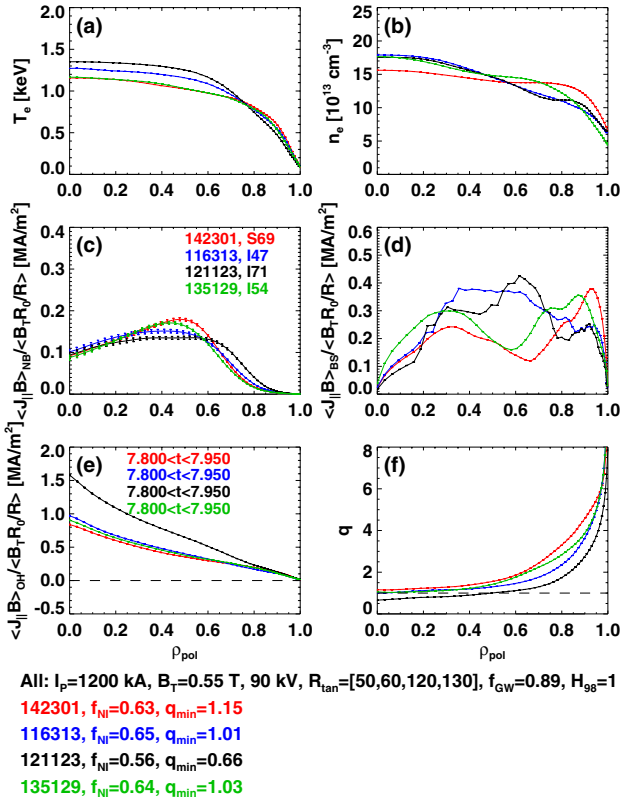 (a)
T_e [keV]
2.0
1.5
1.0
0.5
0.0
0.0 0.2 0.4 0.6 0.8 1.0
(b)
n_e [10^13 cm^-3]
25
20
15
10
5
0
0.0 0.2 0.4 0.6 0.8 1.0
(c)
<J_||B>_NB/<B_TR_0/R> [MA/m^2]
0.4
0.3
0.2
0.1
0.0
142301, S69
116313, I47
121123, I71
135129, I54
0.0 0.2 0.4 0.6 0.8 1.0
(d)
<J_||B>_BS/<B_TR_0/R> [MA/m^2]
0.6
0.5
0.4
0.3
0.2
0.1
0.0
0.0 0.2 0.4 0.6 0.8 1.0
(e)
<J_||B>_OH/<B_TR_0/R> [MA/m^2]
2.0
1.5
1.0
0.5
0.0
-0.5
7.800<t<7.950
7.800<t<7.950
7.800<t<7.950
7.800<t<7.950
0.0 0.2 0.4 0.6 0.8 1.0
ρ_pol
(f)
q
8
6
4
2
0
0.0 0.2 0.4 0.6 0.8 1.0
ρ_pol
All: I_P=1200 kA, B_T=0.55 T, 90 kV, R_tan=[50,60,120,130], f_GW=0.89, H_98=1
142301, f_NI=0.63, q_min=1.15
116313, f_NI=0.65, q_min=1.01
121123, f_NI=0.56, q_min=0.66
135129, f_NI=0.64, q_min=1.03